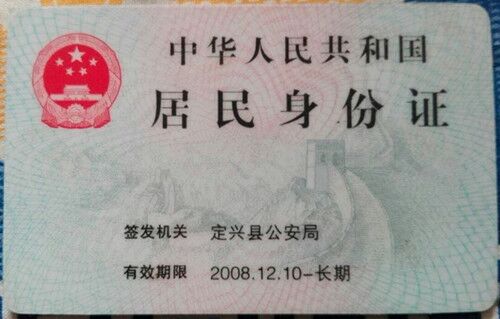 中华人民共和国
居民身份证
签发机关 定兴县公安局
有效期限 2008.12.10-长期